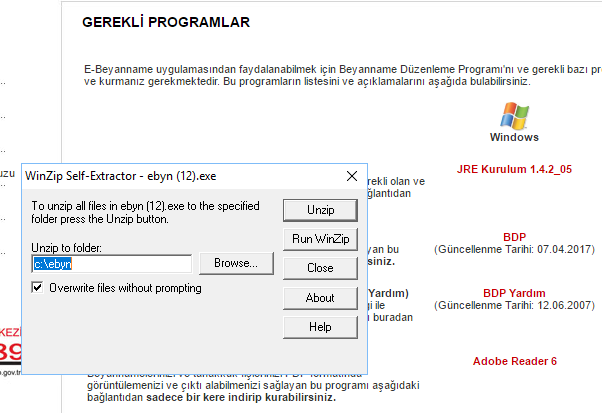 GEREKLİ PROGRAMLAR
E-Beyanname uygulamasından faydalanabilmek için Beyanname Düzenleme Programı'nı ve gerekli bazı pro
ve kurmanız gerekmektedir. Bu programların listesini ve açıklamalarını aşağıda bulabilirsiniz.
Windows
JRE Kurulum 1.4.2_05
rekli olan ve
ğlantıdan
BDP
(Güncellenme Tarihi: 07.04.2017)
yan bu
siniz.
BDP Yardım
(Güncellenme Tarihi: 12.06.2007)
Yardım)
gi ile
ı buradan
Adobe Reader 6
görüntülemenizi ve çıktı alabilmenizi sağlayan bu programı aşağıdaki
bağlantıdan sadece bir kere indirip kurabilirsiniz.
uzu
KEZİ
39
.gov.tr
WinZip Self-Extractor - ebyn (12).exe
To unzip all files in ebyn (12).exe to the specified
folder press the Unzip button.
Unzip to folder:
c:\ebyn
Browse...
Overwrite files without prompting
Unzip
Run WinZip
Close
About
Help